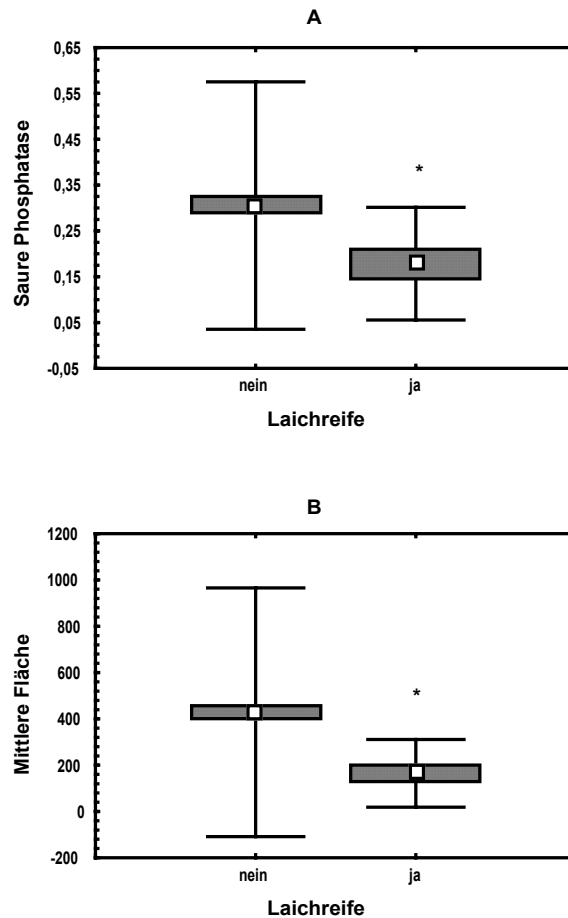 A
Saure Phosphatase
0,65
0,55
0,45
0,35
0,25
0,15
0,05
-0,05
*
nein
ja
Laichreife
B
Mittlere Fläche
1200
1000
800
600
400
200
0
-200
*
nein
ja
Laichreife